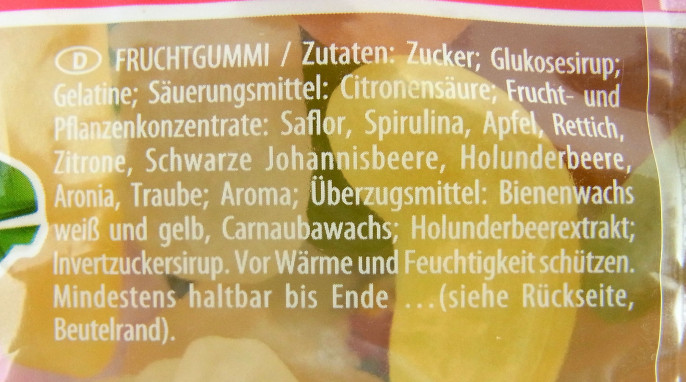 D FRUCHTGUMMI / Zutaten: Zucker; Glukosesirup;
Gelatine; Säuerungsmittel: Citronensäure; Frucht- und
Pflanzenkonzentrate: Saflor, Spirulina, Apfel, Rettich,
Zitrone, Schwarze Johannisbeere, Holunderbeere,
Aronia, Traube; Aroma; Überzugsmittel: Bienenwachs
weiß und gelb, Carnaubawachs; Holunderbeerextrakt;
Invertzuckersirup. Vor Wärme und Feuchtigkeit schützen.
Mindestens haltbar bis Ende ...(siehe Rückseite,
Beutelrand).